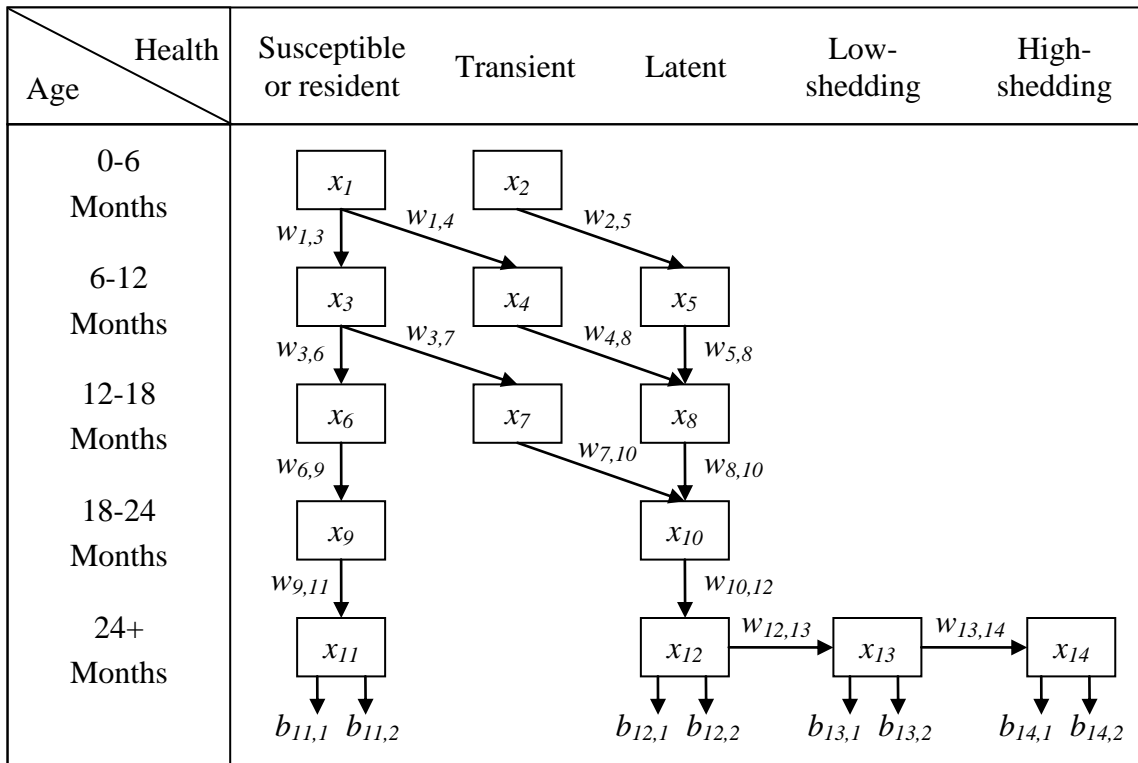 Health
Age
Susceptible
or resident
Transient
Latent
Low-
shedding
High-
shedding
0-6
Months
x1
x2
w1,3
w1,4
w2,5
6-12
Months
x3
x4
x5
w3,6
w3,7
w4,8
w5,8
12-18
Months
x6
x7
x8
w6,9
w7,10
w8,10
18-24
Months
x9
x10
w9,11
w10,12
24+
Months
x11
x12
w12,13
x13
w13,14
x14
b11,1
b11,2
b12,1
b12,2
b13,1
b13,2
b14,1
b14,2